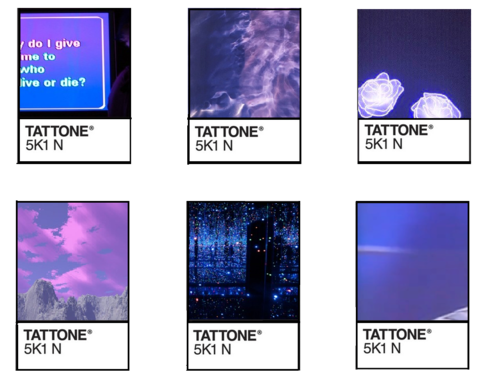 y do I give
me to
who
live or die?
TATTONE®
5K1 N
TATTONE®
5K1 N
TATTONE®
5K1 N
TATTONE®
5K1 N
TATTONE®
5K1 N
TATTONE®
5K1 N